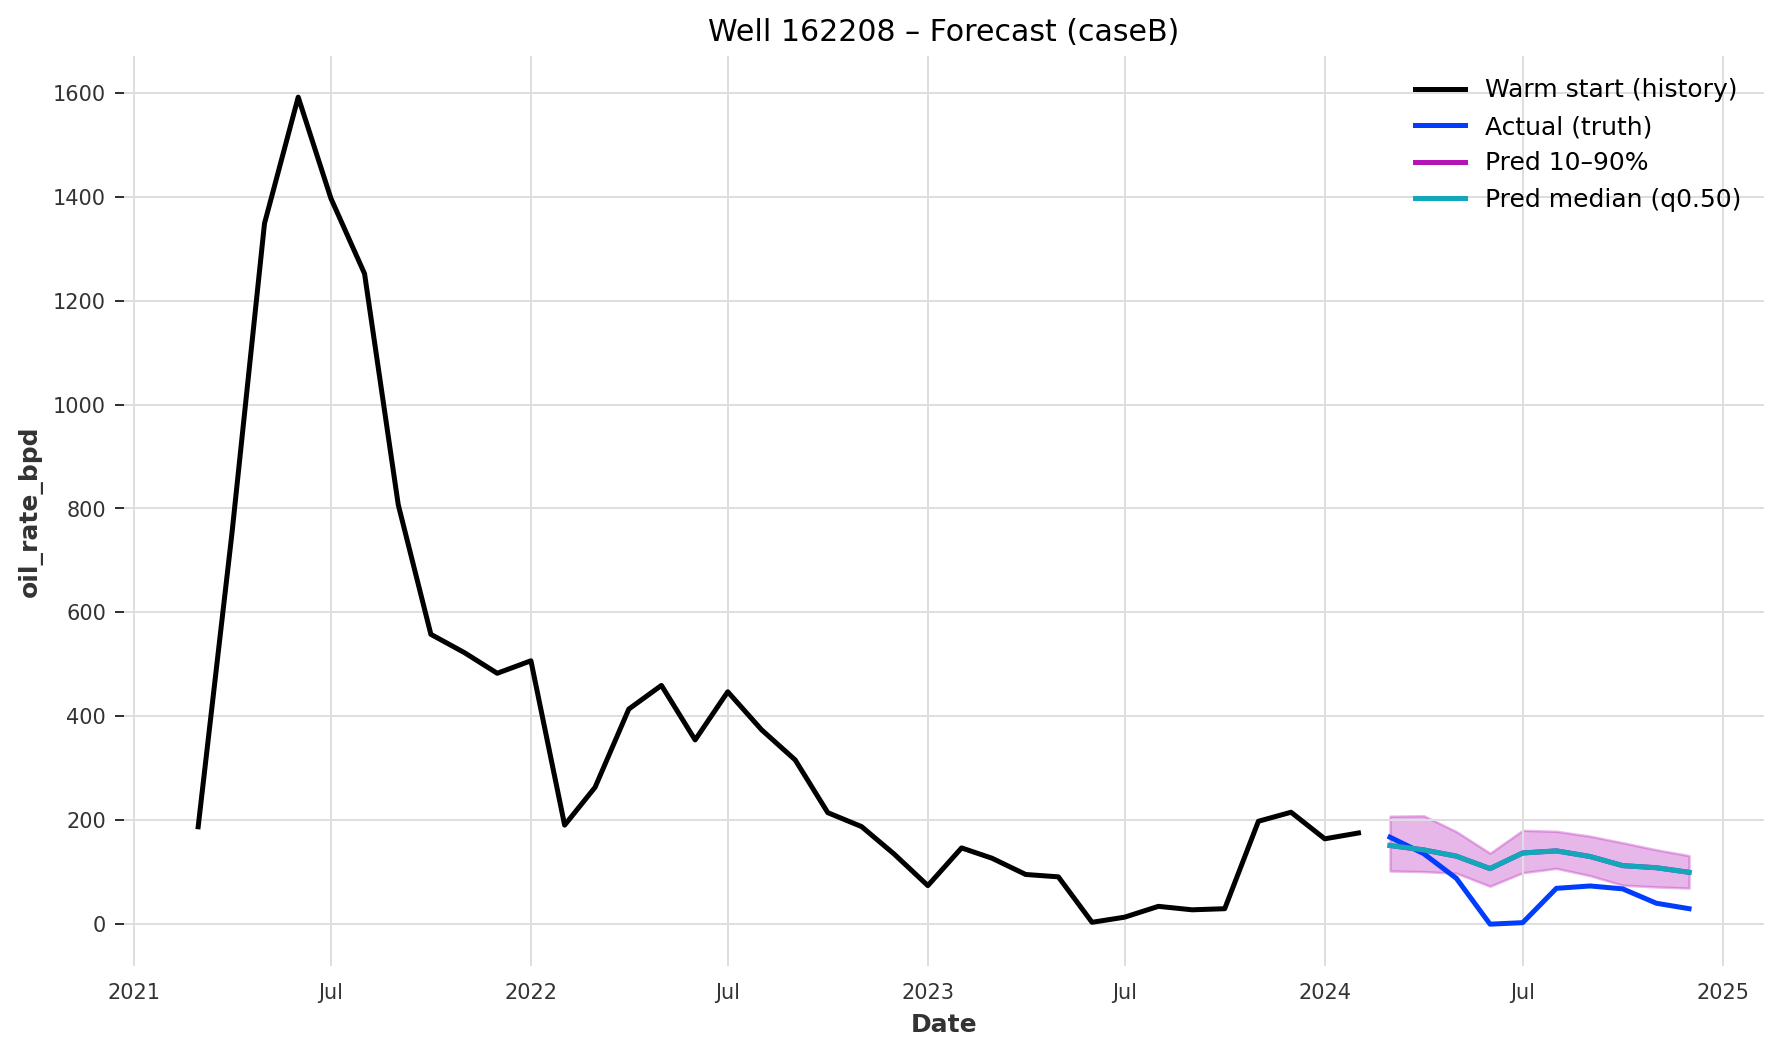 Well 162208 – Forecast (caseB)
Warm start (history)
Actual (truth)
Pred 10–90%
Pred median (q0.50)
oil_rate_bpd
1600
1400
1200
1000
800
600
400
200
0
2021 Jul 2022 Jul 2023 Jul 2024 Jul 2025
Date